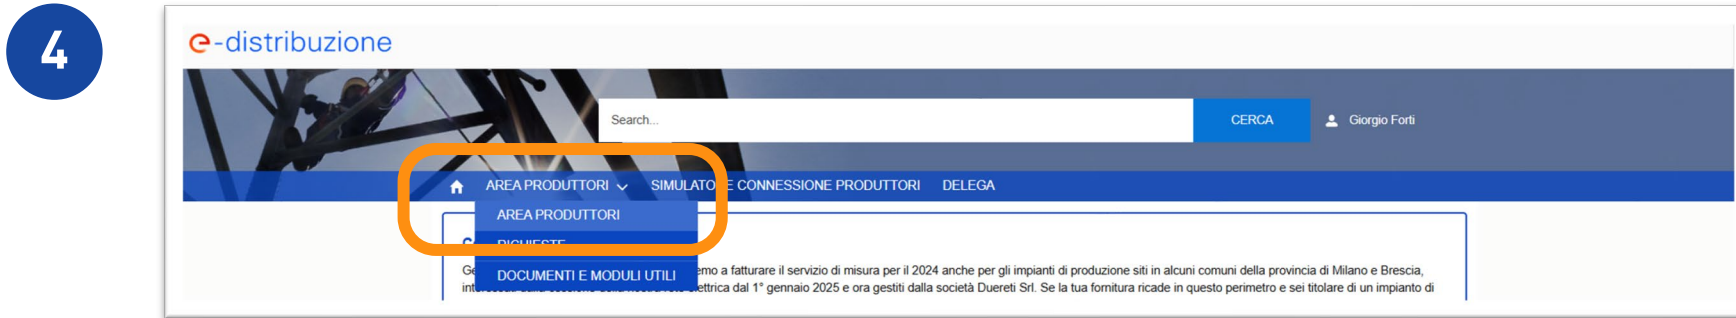 4
e-distribuzione
Search...
CERCA
Giorgio Forti
AREA PRODUTTORI
SIMULATORE CONNESSIONE PRODUTTORI
DELEGA
AREA PRODUTTORI
RICHIESTE
DOCUMENTI E MODULI UTILI
emo a fatturare il servizio di misura per il 2024 anche per gli impianti di produzione siti in alcuni comuni della provincia di Milano e Brescia,
elettrica dal 1° gennaio 2025 e ora gestiti dalla società Duereti Srl. Se la tua fornitura ricade in questo perimetro e sei titolare di un impianto di